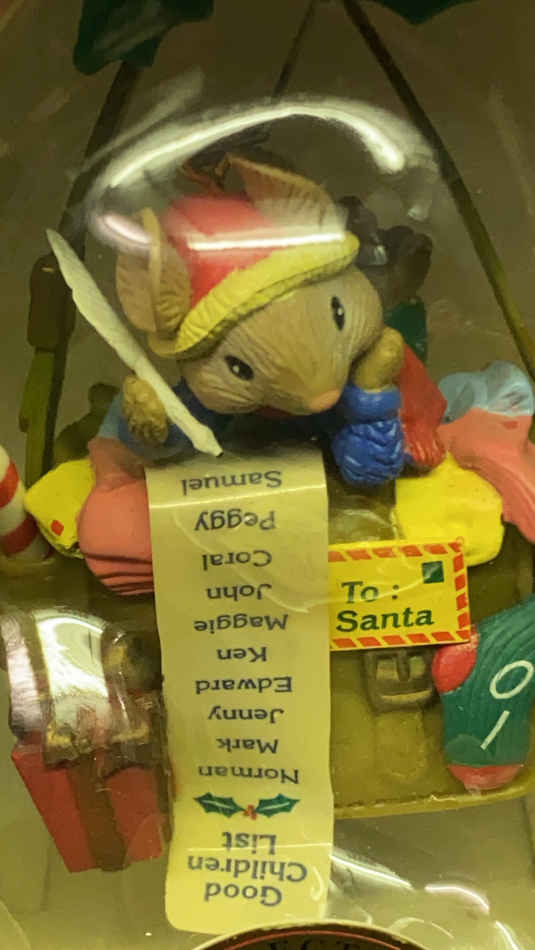 Good
Children
List
Norman
Mark
Jenny
Edward
Ken
Maggie
John
Coral
Peggy
Samuel
To :
Santa